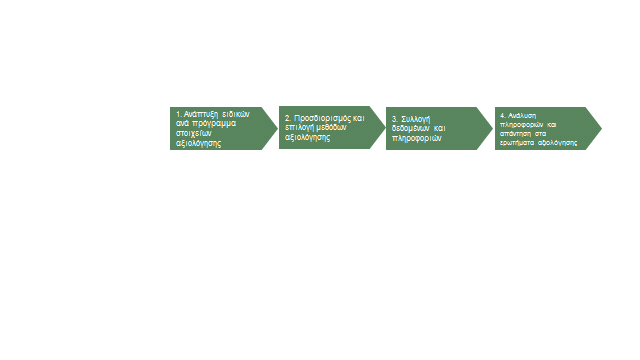 1. Ανάπτυξη ειδικών
ανά πρόγραμμα
στοιχείων
αξιολόγησης
2. Προσδιορισμός και
επιλογή μεθόδων
αξιολόγησης
3. Συλλογή
δεδομένων και
πληροφοριών
4. Ανάλυση
πληροφοριών και
απάντηση στα
ερωτήματα αξιολόγησης